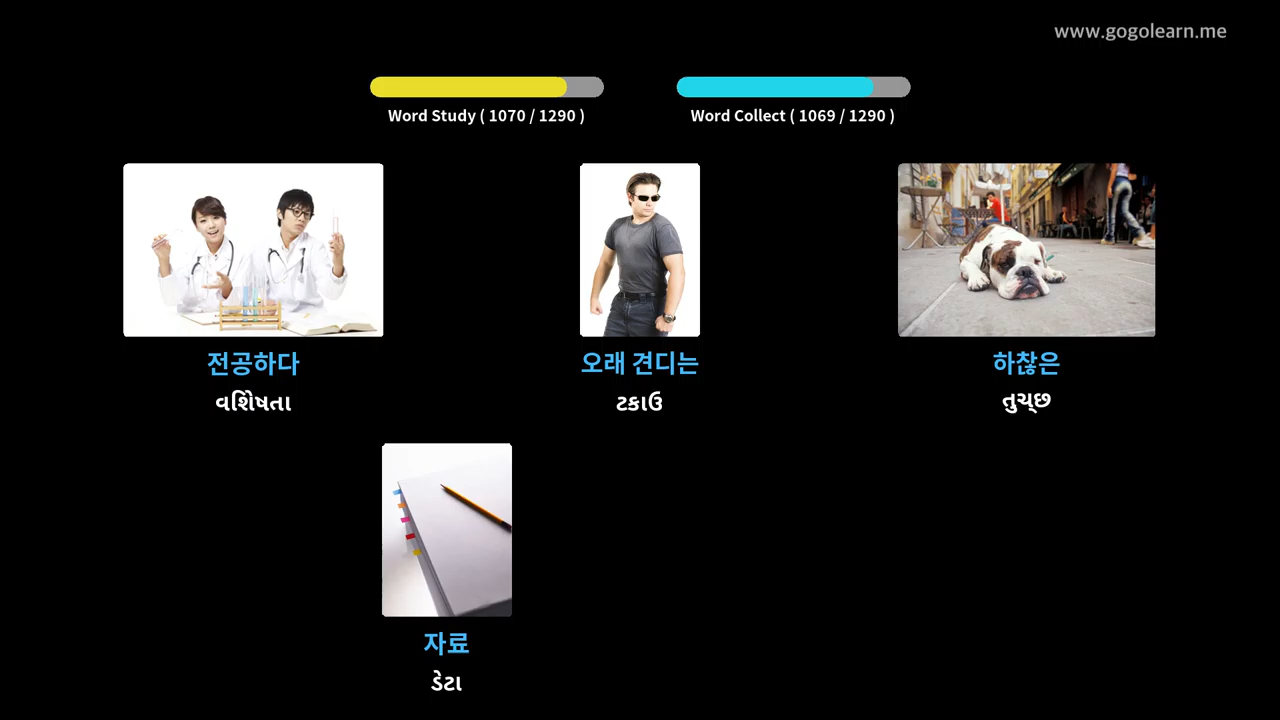 www.gogolearn.me
Word Study ( 1070 / 1290 )
Word Collect ( 1069 / 1290 )
전공하다
વિશેષતા
오래 견디는
ટકાઉ
하찮은
તુચ્છ
자료
ડેટા